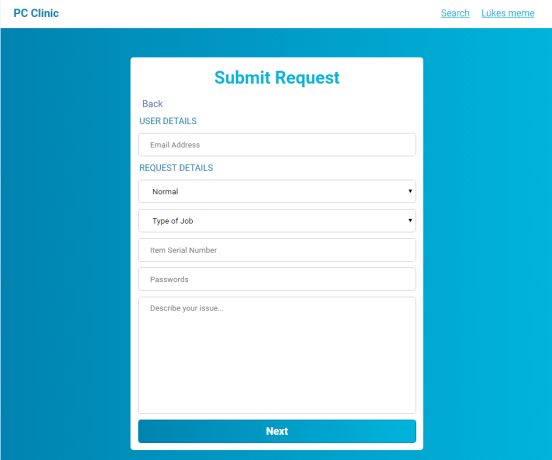 PC Clinic
Search Lukes meme
Submit Request
Back
USER DETAILS
Email Address
REQUEST DETAILS
Normal
Type of Job
Item Serial Number
Passwords
Describe your issue...
Next